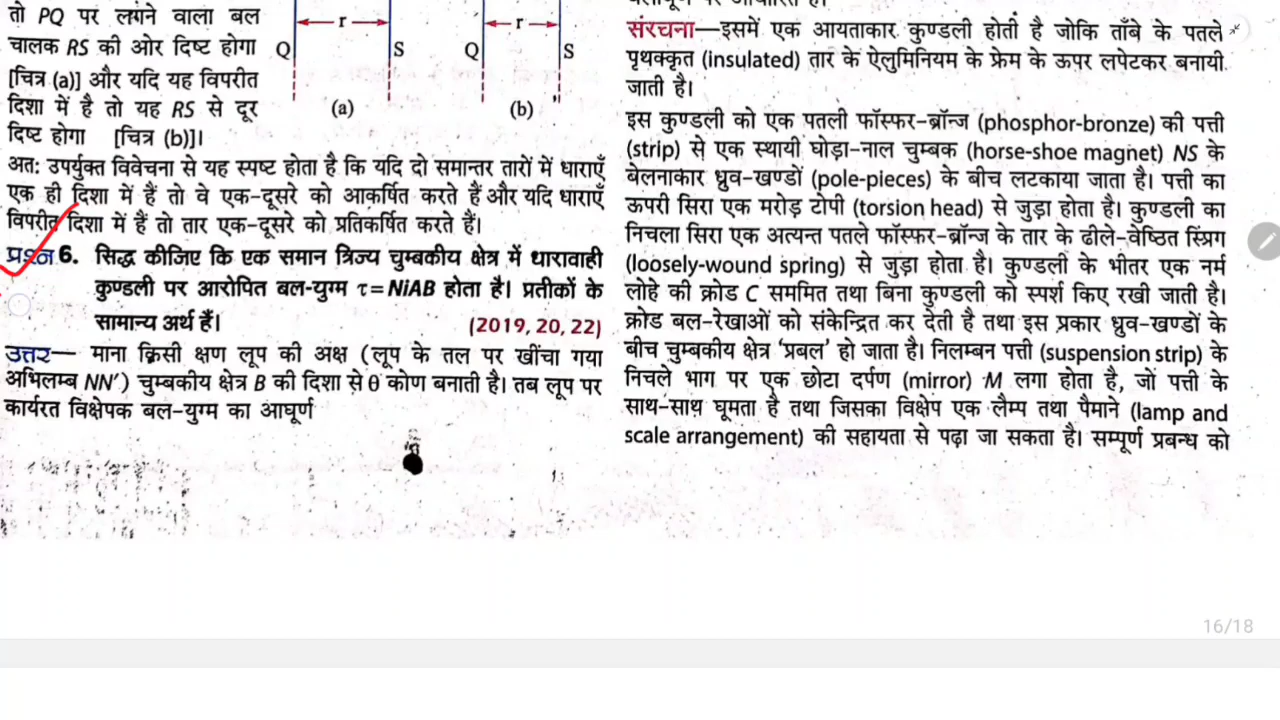 तो PQ पर लगने वाला बल
चालक RS की ओर दिष्ट होगा
[चित्र (a)] और यदि यह विपरीत
दिशा में है तो यह RS से दूर
दिष्ट होगा [चित्र (b)]।
r
r
Q
S
Q
S
(a)
(b)
अत: उपर्युक्त विवेचना से यह स्पष्ट होता है कि यदि दो समान्तर तारों में धाराएँ
एक ही दिशा में हैं तो वे एक-दूसरे को आकर्षित करते हैं और यदि धाराएँ
विपरीत दिशा में हैं तो तार एक-दूसरे को प्रतिकर्षित करते हैं।
प्रश्न 6. सिद्ध कीजिए कि एक समान त्रिज्य चुम्बकीय क्षेत्र में धारावाही
कुण्डली पर आरोपित बल-युग्म τ=NiAB होता है। प्रतीकों के
सामान्य अर्थ हैं। (2019, 20, 22)
उत्तर— माना किसी क्षण लूप की अक्ष (लूप के तल पर खींचा गया
अभिलम्ब NN′) चुम्बकीय क्षेत्र B की दिशा से θ कोण बनाती है। तब लूप पर
कार्यरत विक्षेपक बल-युग्म का आघूर्ण
संरचना—इसमें एक आयताकार कुण्डली होती है जोकि ताँबे के पतले
पृथक्कृत (insulated) तार के ऐलुमिनियम के फ्रेम के ऊपर लपेटकर बनायी
जाती है।
इस कुण्डली को एक पतली फॉस्फर-ब्रॉन्ज (phosphor-bronze) की पत्ती
(strip) से एक स्थायी घोड़ा-नाल चुम्बक (horse-shoe magnet) NS के
बेलनाकार ध्रुव-खण्डों (pole-pieces) के बीच लटकाया जाता है। पत्ती का
ऊपरी सिरा एक मरोड़ टोपी (torsion head) से जुड़ा होता है। कुण्डली का
निचला सिरा एक अत्यन्त पतले फॉस्फर-ब्रॉन्ज के तार के ढीले-वेष्ठित स्प्रिंग
(loosely-wound spring) से जुड़ा होता है। कुण्डली के भीतर एक नर्म
लोहे की क्रोड C सममित तथा बिना कुण्डली को स्पर्श किए रखी जाती है।
क्रोड बल-रेखाओं को संकेन्द्रित कर देती है तथा इस प्रकार ध्रुव-खण्डों के
बीच चुम्बकीय क्षेत्र ‘प्रबल’ हो जाता है। निलम्बन पत्ती (suspension strip) के
निचले भाग पर एक छोटा दर्पण (mirror) M लगा होता है, जो पत्ती के
साथ-साथ घूमता है तथा जिसका विक्षेप एक लैम्प तथा पैमाने (lamp and
scale arrangement) की सहायता से पढ़ा जा सकता है। सम्पूर्ण प्रबन्ध को
16/18